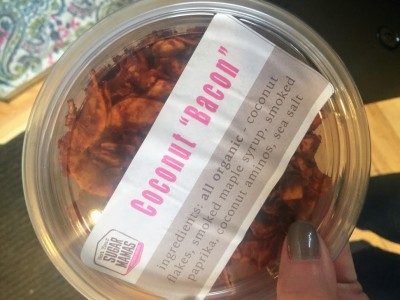 Coconut "Bacon"
ingredients: all organic - coconut
flakes, smoked maple syrup, smoked
paprika, coconut aminos, sea salt
SUGAR
MAMAS